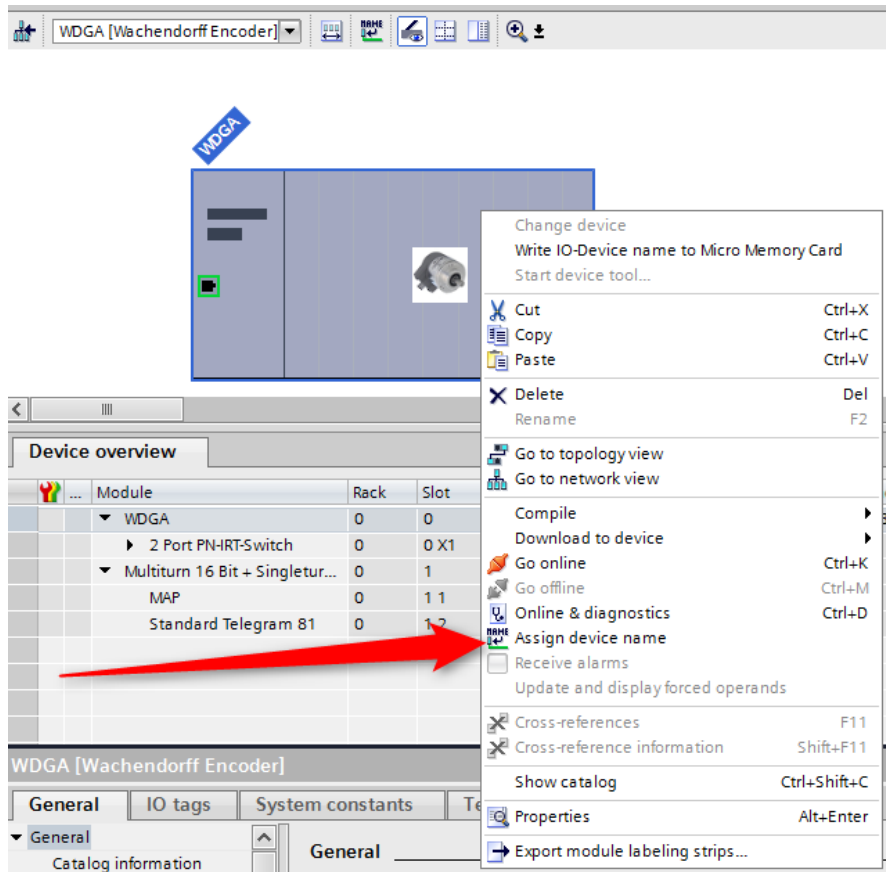 WDGA [Wachendorff Encoder]
NAME
WDGA
Change device
Write IO-Device name to Micro Memory Card
Start device tool...
Cut Ctrl+X
Copy Ctrl+C
Paste Ctrl+V
Delete Del
Rename F2
Go to topology view
Go to network view
Compile
Download to device
Go online Ctrl+K
Go offline Ctrl+M
Online & diagnostics Ctrl+D
NAME Assign device name
Receive alarms
Update and display forced operands
Cross-references F11
Cross-reference information Shift+F11
Show catalog Ctrl+Shift+C
Properties Alt+Enter
Export module labeling strips...
Device overview
... Module Rack Slot
WDGA 0 0
2 Port PN-IRT-Switch 0 0 X1
Multiturn 16 Bit + Singletur... 0 1
MAP 0 1 1
Standard Telegram 81 0 1 2
WDGA [Wachendorff Encoder]
General IO tags System constants Te
General
Catalog information
General